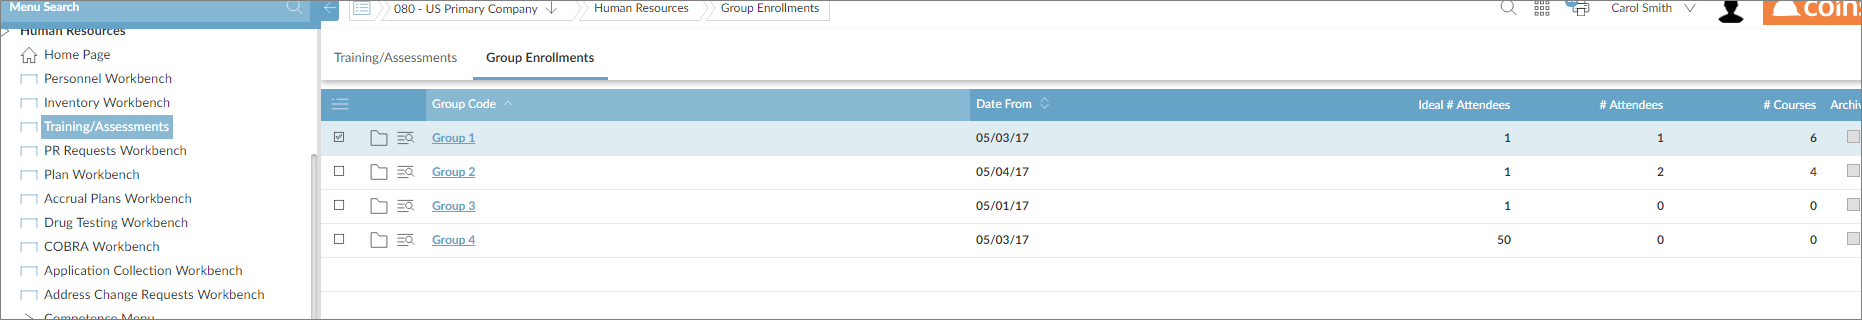 Menu Search
080 - US Primary Company
Human Resources
Group Enrollments
Carol Smith
coins
Human Resources
Home Page
Personnel Workbench
Inventory Workbench
Training/Assessments
PR Requests Workbench
Plan Workbench
Accrual Plans Workbench
Drug Testing Workbench
COBRA Workbench
Application Collection Workbench
Address Change Requests Workbench
Competence Menu
Training/Assessments Group Enrollments
Group Code Date From Ideal # Attendees # Attendees # Courses Archiv
Group 1 05/03/17 1 1 6
Group 2 05/04/17 1 2 4
Group 3 05/01/17 1 0 0
Group 4 05/03/17 50 0 0